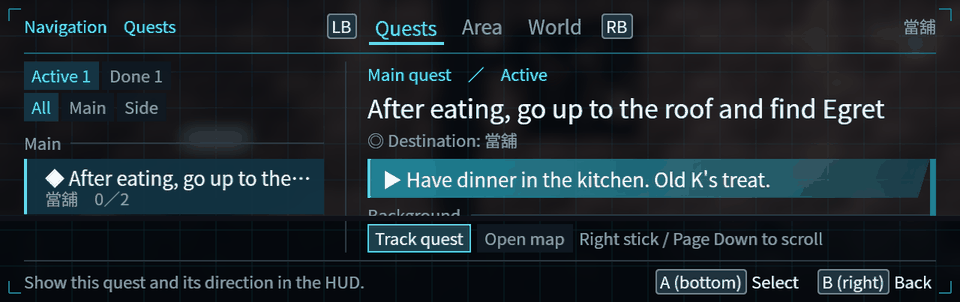 Navigation Quests LB Quests Area World RB 當舖
Active 1 Done 1
All Main Side
Main
◆ After eating, go up to the…
當舖 0／2
Main quest ／ Active
After eating, go up to the roof and find Egret
◎ Destination: 當舖
▶ Have dinner in the kitchen. Old K's treat.
Background
Track quest Open map Right stick / Page Down to scroll
Show this quest and its direction in the HUD. A (bottom) Select B (right) Back